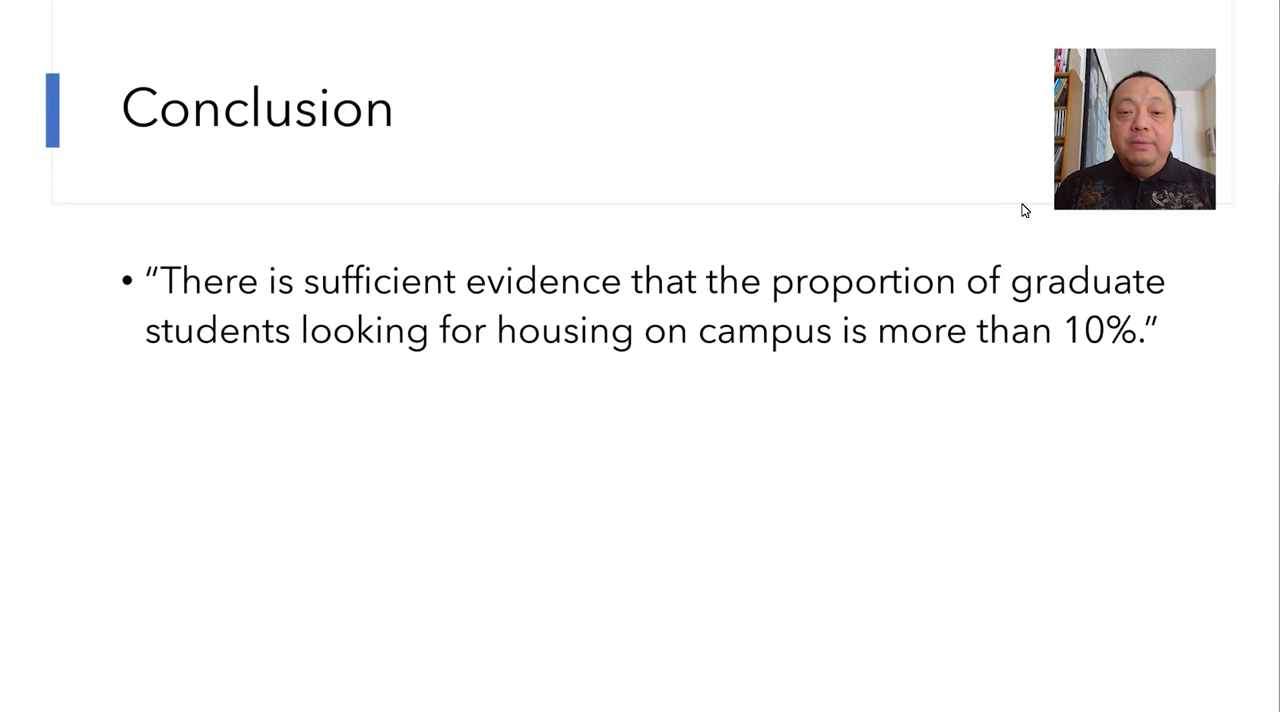 Conclusion
• “There is sufficient evidence that the proportion of graduate
students looking for housing on campus is more than 10%.”